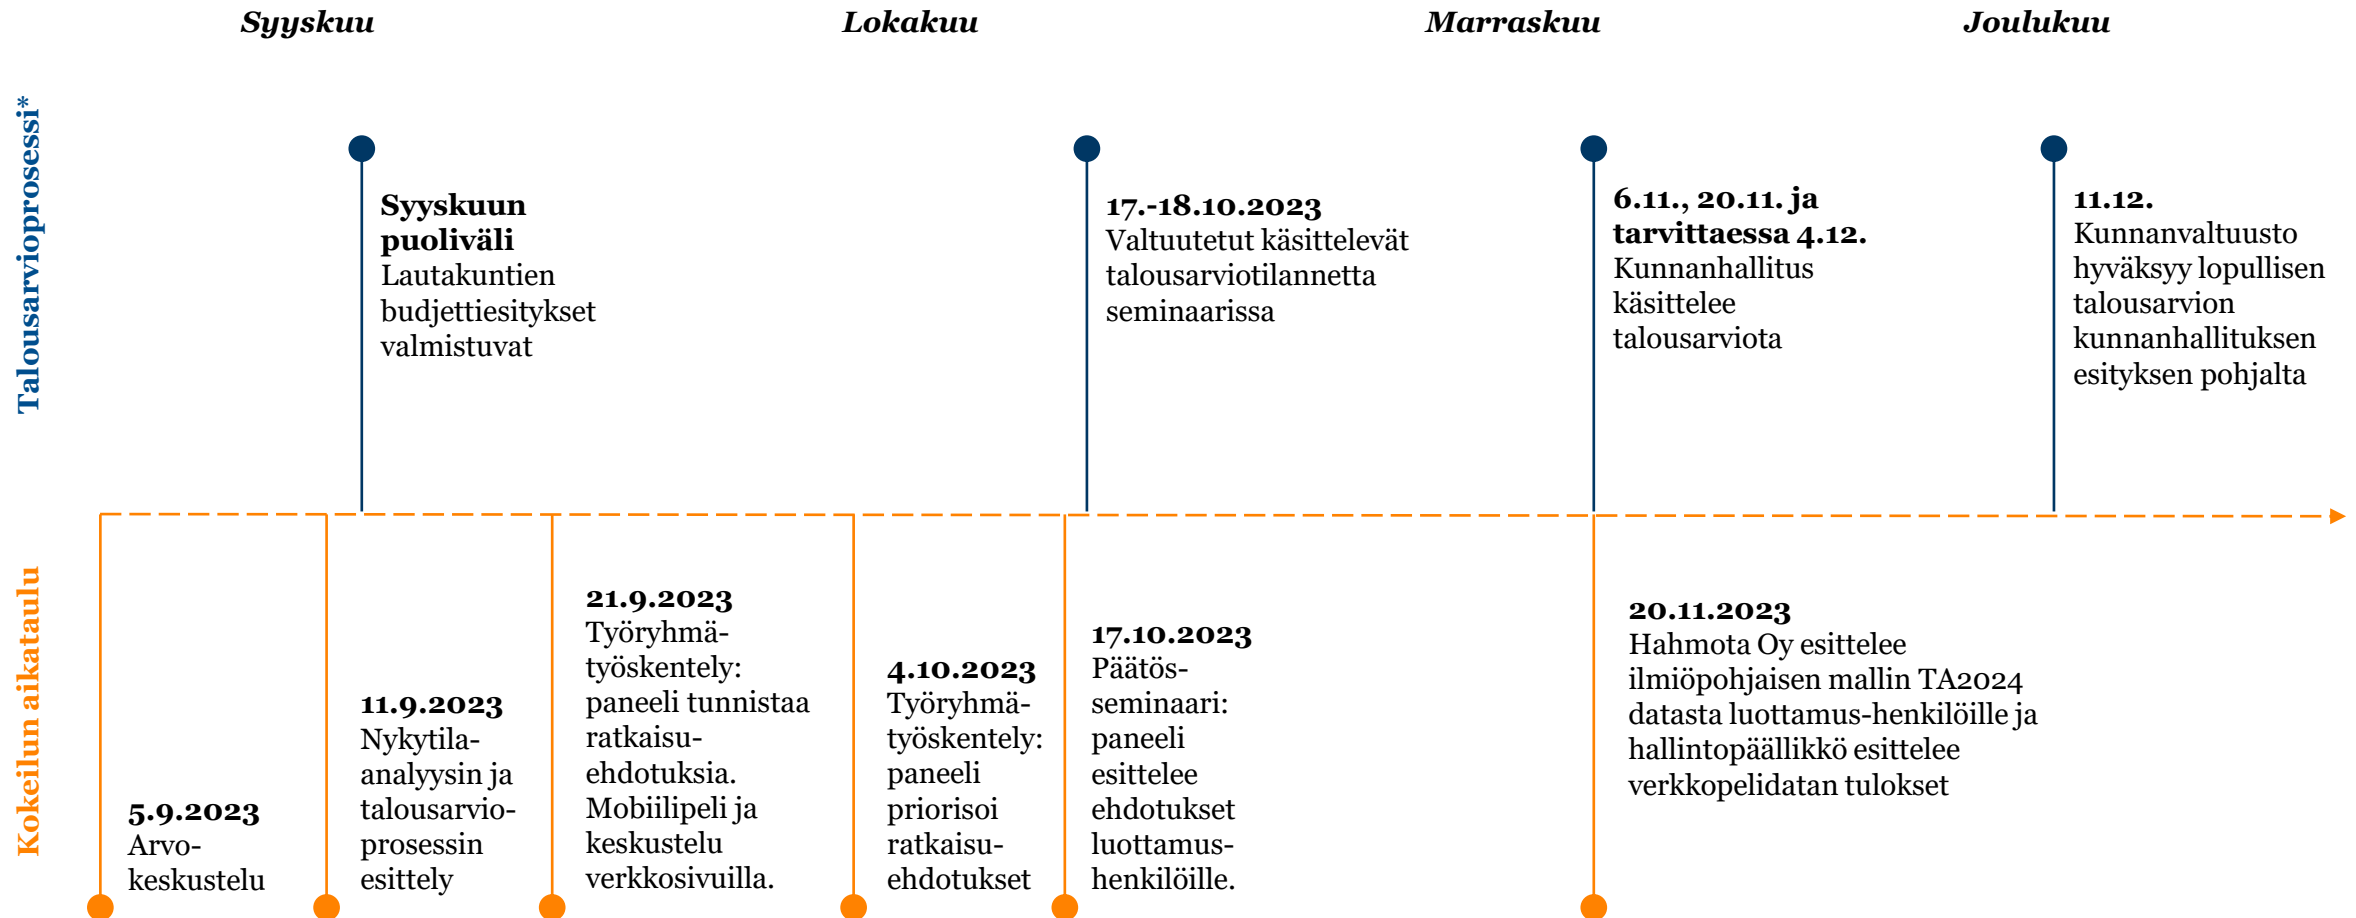 Syyskuu
Lokakuu
Marraskuu
Joulukuu
Talousarvioprosessi*
Syyskuun
puoliväli
Lautakuntien
budjettiesitykset
valmistuvat
17.-18.10.2023
Valtuutetut käsittelevät
talousarviotilannetta
seminaarissa
6.11., 20.11. ja
tarvittaessa 4.12.
Kunnanhallitus
käsittelee
talousarviota
11.12.
Kunnanvaltuusto
hyväksyy lopullisen
talousarvion
kunnanhallituksen
esityksen pohjalta
Kokeilun aikataulu
5.9.2023
Arvo-
keskustelu
11.9.2023
Nykytila-
analyysin ja
talousarvio-
prosessin
esittely
21.9.2023
Työryhmä-
työskentely:
paneeli tunnistaa
ratkaisu-
ehdotuksia.
Mobiilipeli ja
keskustelu
verkkosivuilla.
4.10.2023
Työryhmä-
työskentely:
paneeli
priorisoi
ratkaisu-
ehdotukset
17.10.2023
Päätös-
seminaari:
paneeli
esittelee
ehdotukset
luottamus-
henkilöille.
20.11.2023
Hahmota Oy esittelee
ilmiöpohjaisen mallin TA2024
datasta luottamus-henkilöille ja
hallintopäällikkö esittelee
verkkopelidatan tulokset